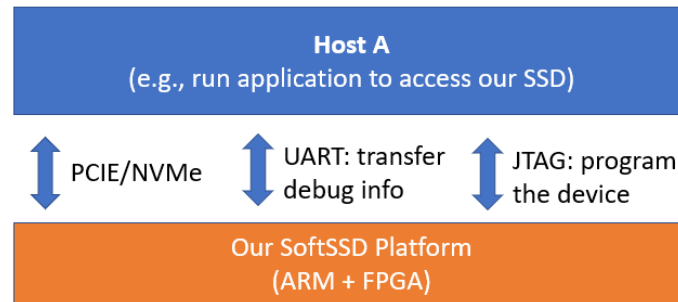 Host A
(e.g., run application to access our SSD)
PCIE/NVMe
UART: transfer
debug info
JTAG: program
the device
Our SoftSSD Platform
(ARM + FPGA)